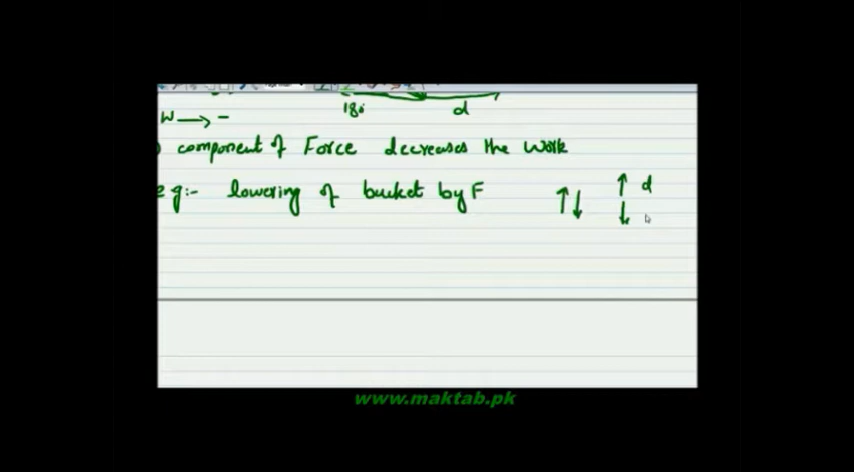 180 d
W → -
component of Force decreases the work
eg:- lowering of bucket by F ↑ ↓ ↑ d
↓
www.maktab.pk